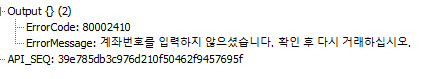 Output {} (2)
ErrorCode: 80002410
ErrorMessage: 계좌번호를 입력하지 않으셨습니다. 확인 후 다시 거래하십시오.
API_SEQ: 39e785db3c976d210f50462f9457695f